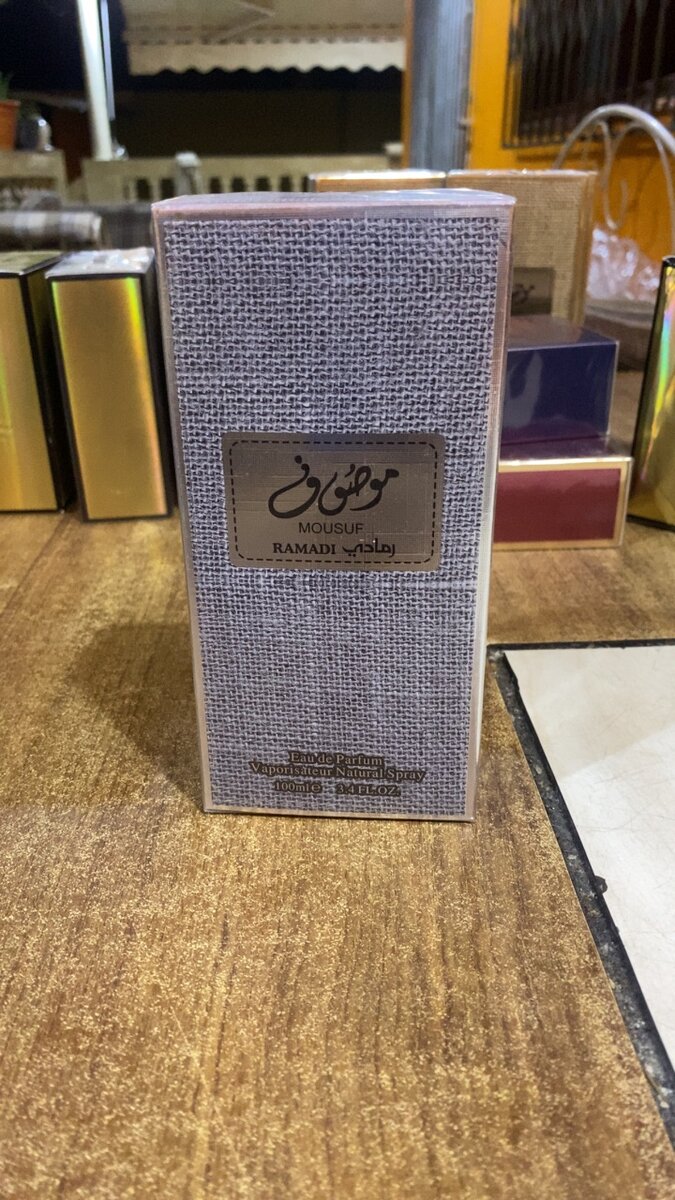 موصوف
MOUSUF
RAMADI رمادي
Eau de Parfum
Vaporisateur Natural Spray
100ml e 3.4 FL.OZ.